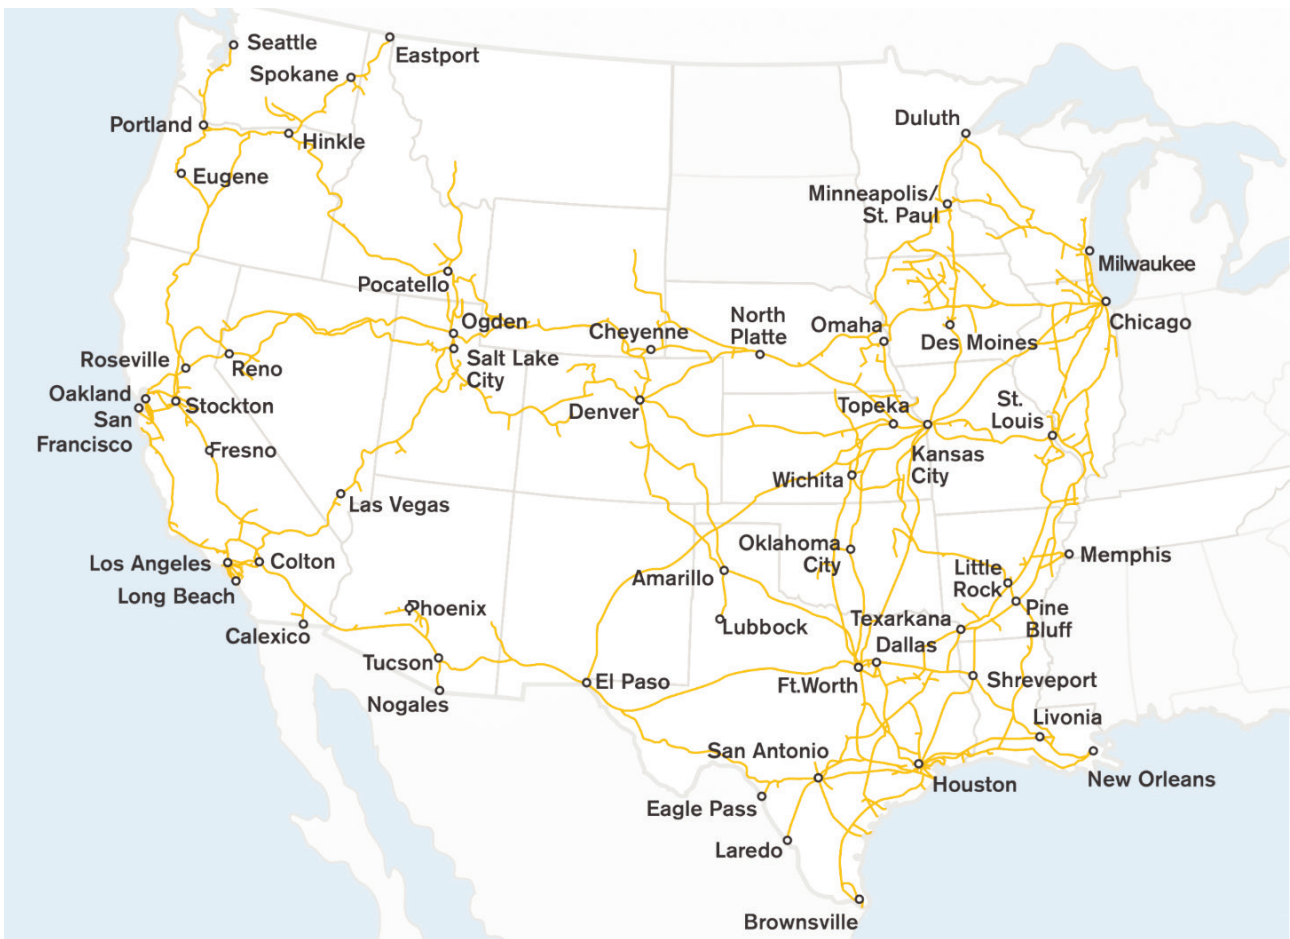 Seattle
Eastport
Spokane
Duluth
Portland
Hinkle
Eugene
Minneapolis/
St. Paul
Milwaukee
Pocatello
Ogden
Cheyenne
North
Platte
Omaha
Chicago
Des Moines
Roseville
Reno
Salt Lake
City
Oakland
San
Francisco
Stockton
Denver
Topeka
St.
Louis
Fresno
Kansas
City
Wichita
Las Vegas
Los Angeles
Colton
Oklahoma
City
Memphis
Long Beach
Amarillo
Little
Rock
Phoenix
Pine
Bluff
Calexico
Lubbock
Texarkana
Dallas
Tucson
El Paso
Ft.Worth
Shreveport
Nogales
Livonia
San Antonio
Houston
New Orleans
Eagle Pass
Laredo
Brownsville